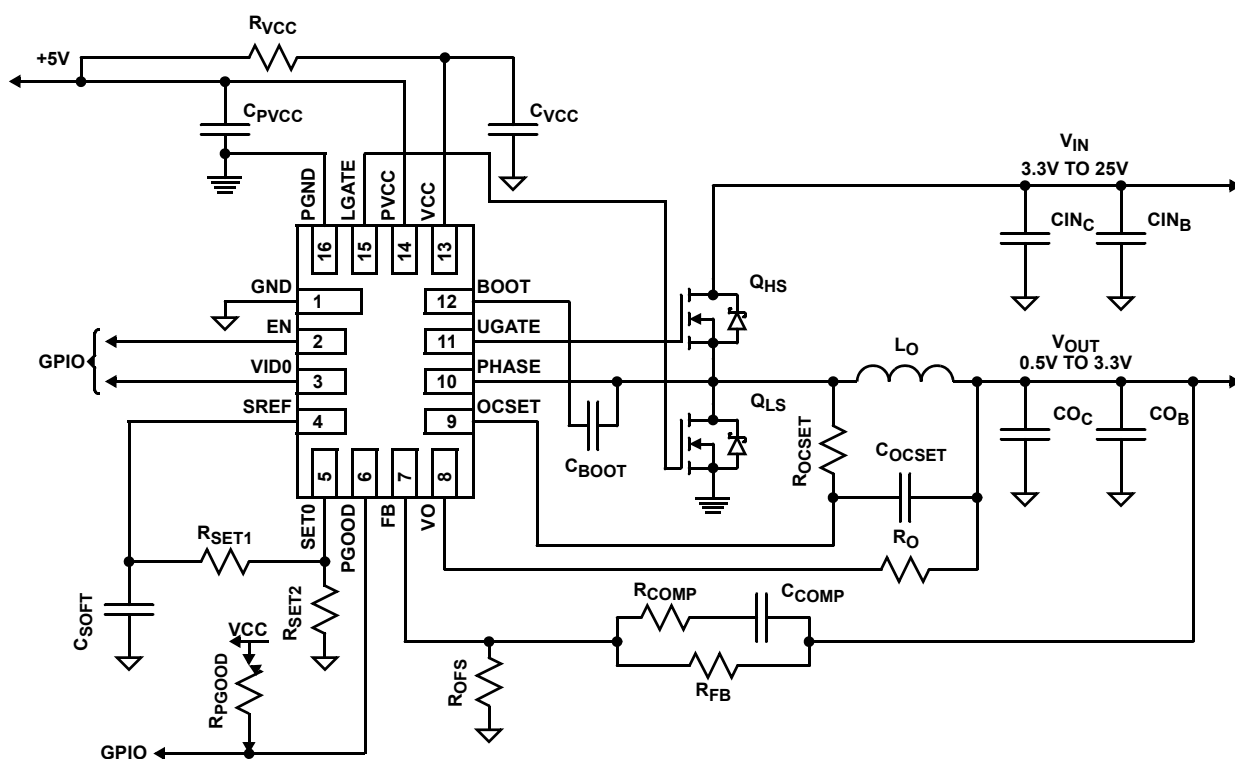 RVCC
+5V
CPVCC
CVCC
VIN
3.3V TO 25V
PGND
LGATE
PVCC
VCC
16
15
14
13
CINC
CINB
GND
1
12
BOOT
QHS
EN
2
11
UGATE
GPIO
VID0
3
10
PHASE
LO
VOUT
0.5V TO 3.3V
SREF
4
9
OCSET
QLS
CBOOT
ROCSET
COCSET
COC
COB
5
6
7
8
SET0
PGOOD
FB
VO
RSET1
RO
CSOFT
RSET2
RCOMP
CCOMP
VCC
RPGOOD
ROFS
RFB
GPIO